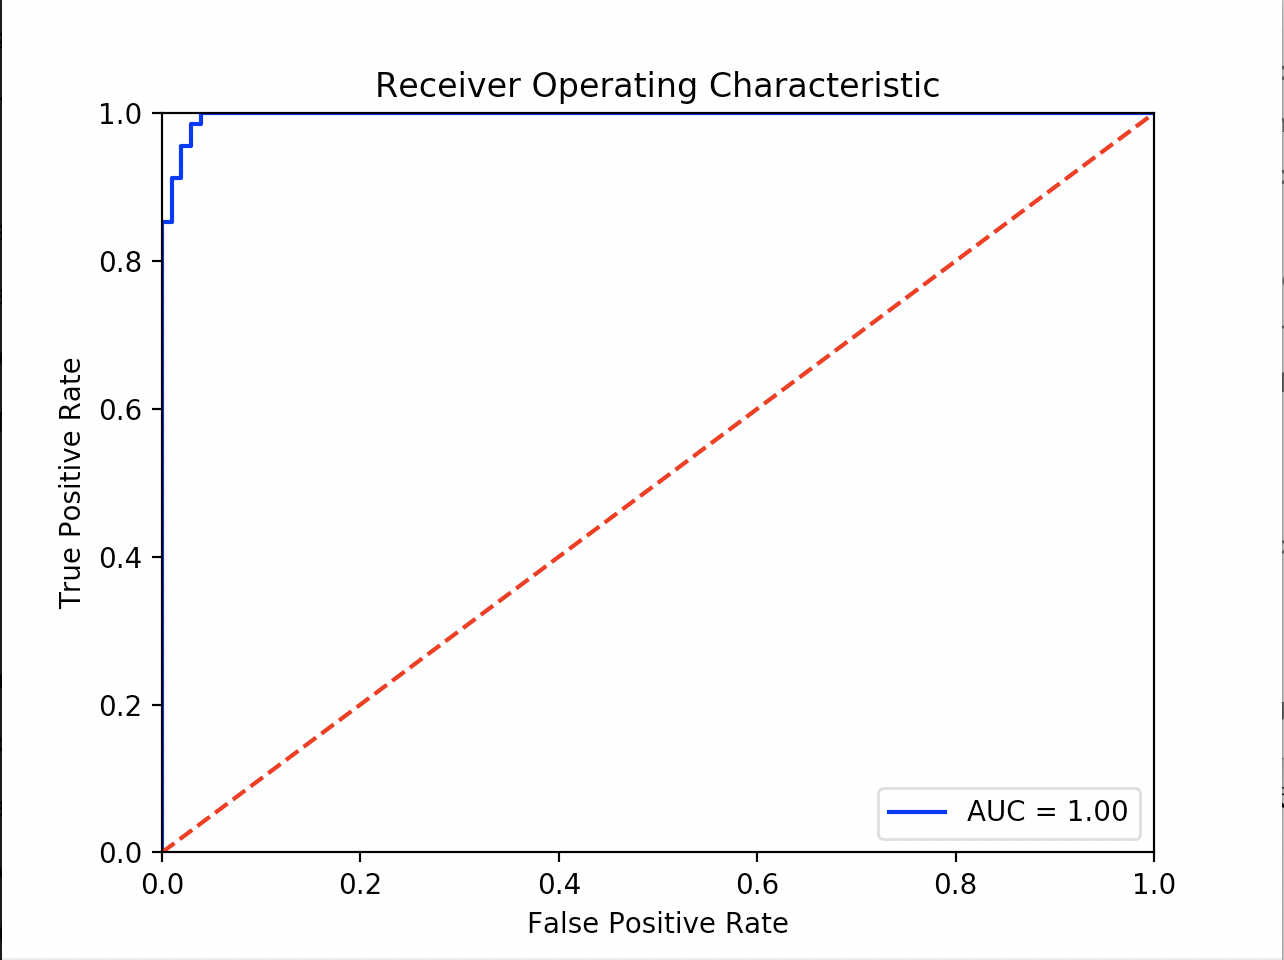 Receiver Operating Characteristic
1.0
0.8
0.6
0.4
0.2
0.0
True Positive Rate
AUC = 1.00
0.0 0.2 0.4 0.6 0.8 1.0
False Positive Rate